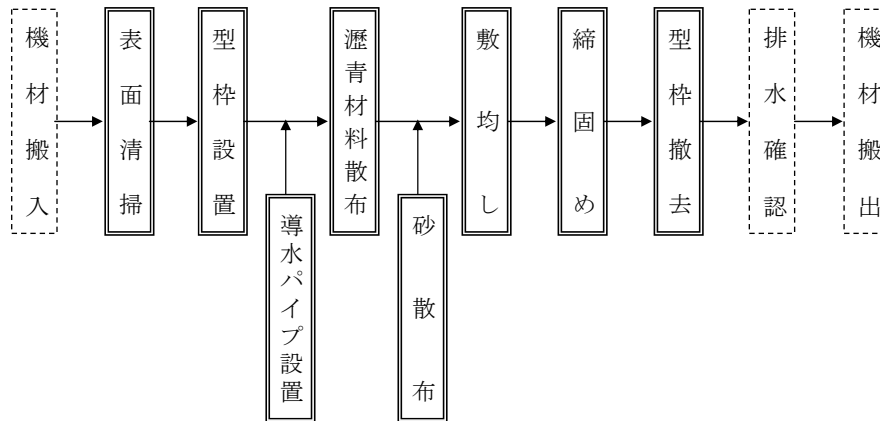 機材搬入
表面清掃
型枠設置
導水パイプ設置
瀝青材料散布
砂散布
敷均し
締固め
型枠撤去
排水確認
機材搬出